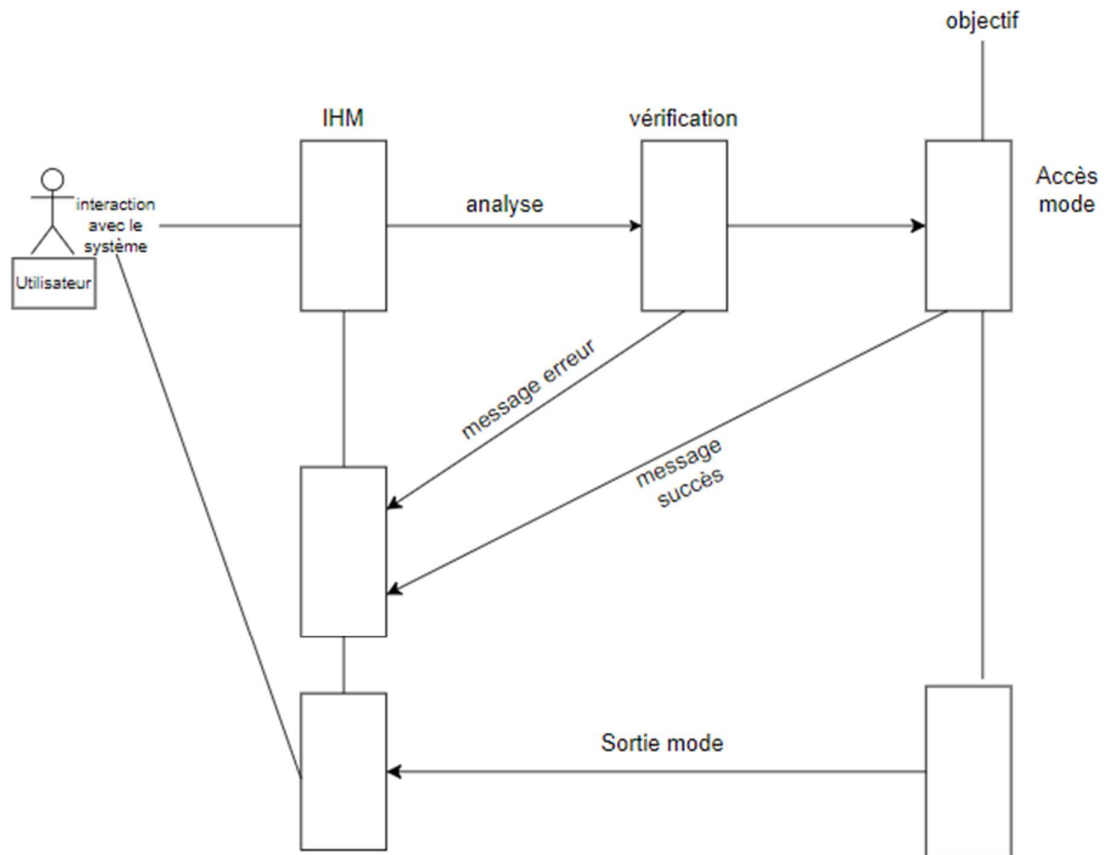 objectif
IHM
vérification
Accès
mode
analyse
interaction
avec le
système
Utilisateur
message erreur
message
succès
Sortie mode